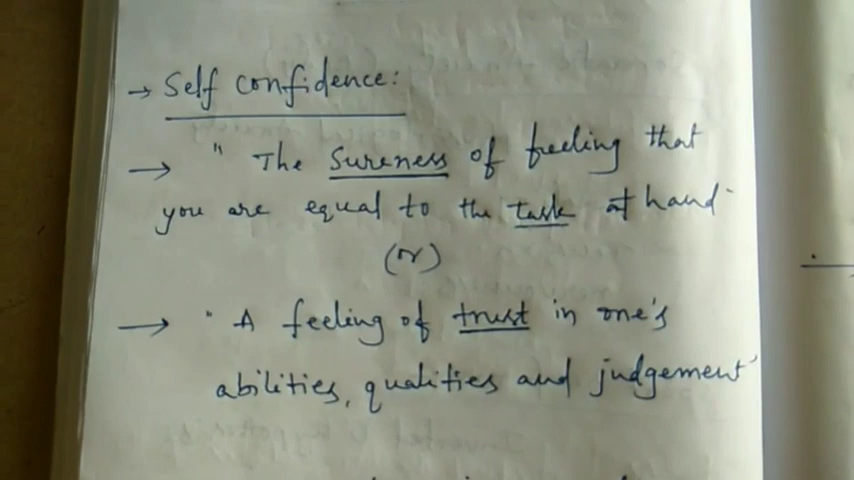 → Self confidence:
→ " The Sureness of feeling that
you are equal to the task at hand.
(or)
→ " A feeling of trust in one's
abilities, qualities and judgement'